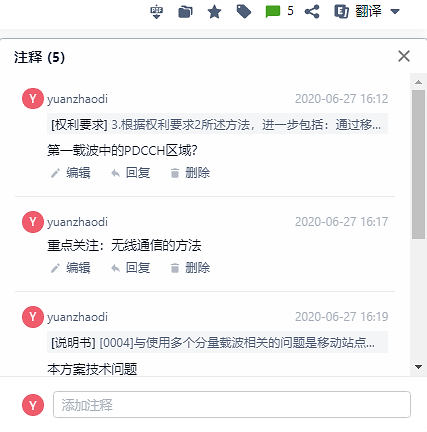 PDF 5 翻译
注释 (5)
Y yuanzhaodi 2020-06-27 16:12
[权利要求] 3.根据权利要求2所述方法，进一步包括：通过移...
第一载波中的PDCCH区域?
编辑 回复 删除
Y yuanzhaodi 2020-06-27 16:17
重点关注：无线通信的方法
编辑 回复 删除
Y yuanzhaodi 2020-06-27 16:19
[说明书] [0004]与使用多个分量载波相关的问题是移动站点...
本方案技术问题
Y 添加注释